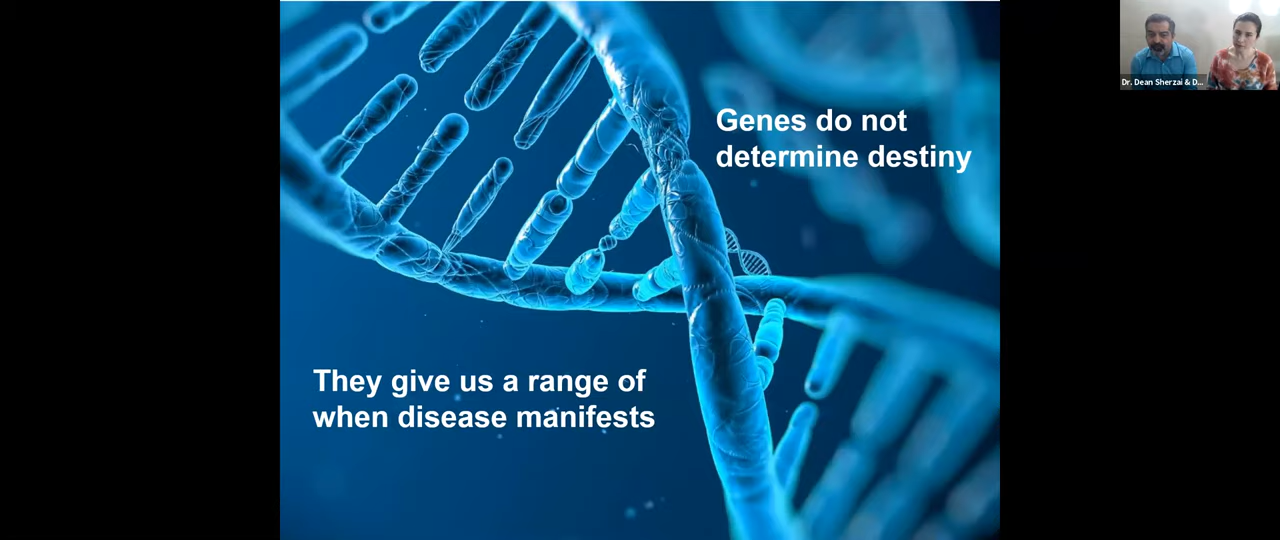 Genes do not
determine destiny
They give us a range of
when disease manifests
Dr. Dean Sherzai & D...